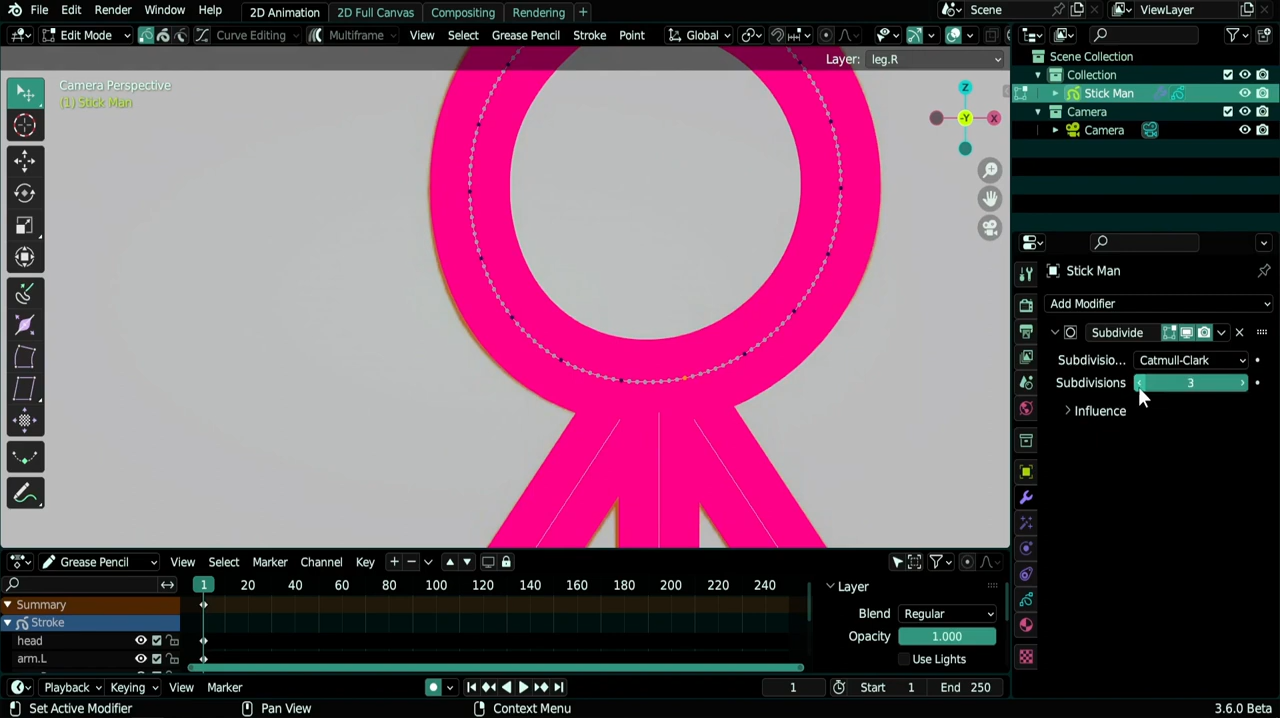 File Edit Render Window Help 2D Animation 2D Full Canvas Compositing Rendering + Scene ViewLayer
Edit Mode Curve Editing Multiframe View Select Grease Pencil Stroke Point Global
Layer: leg.R
Camera Perspective
(1) Stick Man
Z
-Y X
Scene Collection
Collection
Stick Man
Camera
Camera
Stick Man
Add Modifier
Subdivide
Subdivisio... Catmull-Clark
Subdivisions 3
Influence
Grease Pencil View Select Marker Channel Key
1 20 40 60 80 100 120 140 160 180 200 220 240
Summary
Stroke
head
arm.L
Layer
Blend Regular
Opacity 1.000
Use Lights
Playback Keying View Marker 1 Start 1 End 250
Set Active Modifier Pan View Context Menu 3.6.0 Beta